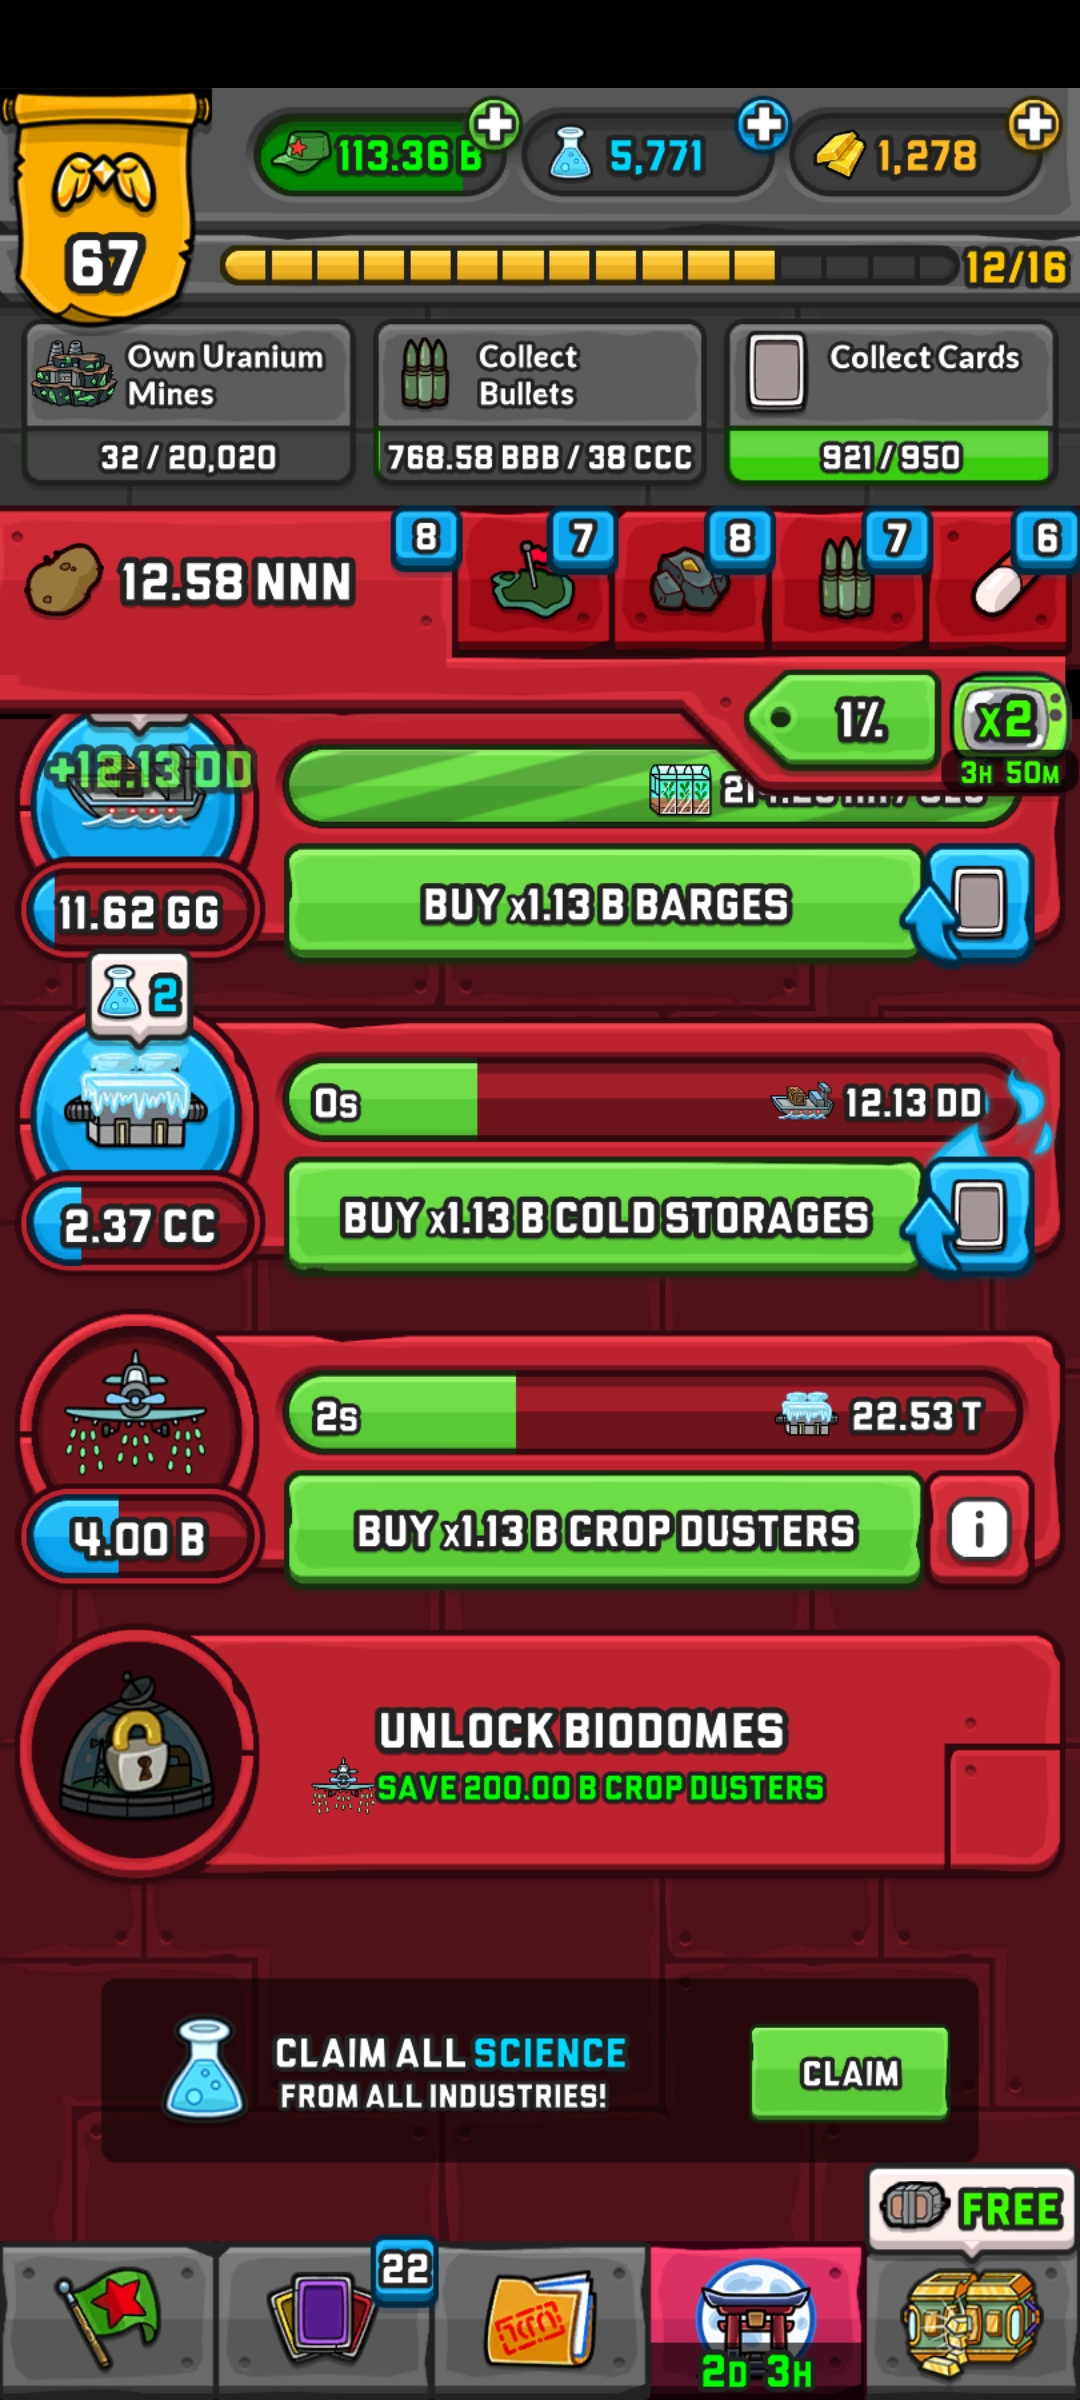 113.36 B
5,771
1,278
67
12/16
Own Uranium
Mines
32 / 20,020
Collect
Bullets
768.58 BBB / 38 CCC
Collect Cards
921 / 950
12.58 NNN
8
7
8
7
6
1%
x2
3H 50M
+12.13 DD
11.62 GG
BUY x1.13 B BARGES
2
0s
12.13 DD
2.37 CC
BUY x1.13 B COLD STORAGES
2s
22.53 T
4.00 B
BUY x1.13 B CROP DUSTERS
i
UNLOCK BIODOMES
SAVE 200.00 B CROP DUSTERS
CLAIM ALL SCIENCE
FROM ALL INDUSTRIES!
CLAIM
FREE
22
2D 3H